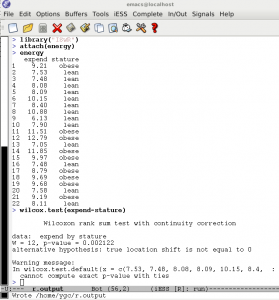 emacs@localhost
File Edit Options Buffers Tools iESS Complete In/Out Signals Help
> library("ISwR")
> attach(energy)
> energy
expend stature
1 9.21 obese
2 7.53 lean
3 7.48 lean
4 8.08 lean
5 8.09 lean
6 10.15 lean
7 8.40 lean
8 10.88 lean
9 6.13 lean
10 7.90 lean
11 11.51 obese
12 12.79 obese
13 7.05 lean
14 11.85 obese
15 9.97 obese
16 7.48 lean
17 8.79 obese
18 9.69 obese
19 9.68 obese
20 7.58 lean
21 9.19 obese
22 8.11 lean
> wilcox.test(expend~stature)
Wilcoxon rank sum test with continuity correction
data: expend by stature
W = 12, p-value = 0.002122
alternative hypothesis: true location shift is not equal to 0
Warning message:
In wilcox.test.default(x = c(7.53, 7.48, 8.08, 8.09, 10.15, 8.4, :
cannot compute exact p-value with ties
>
r.output Bot (56,2) (iESS [R]: run)
Wrote /home/ygc/r.output